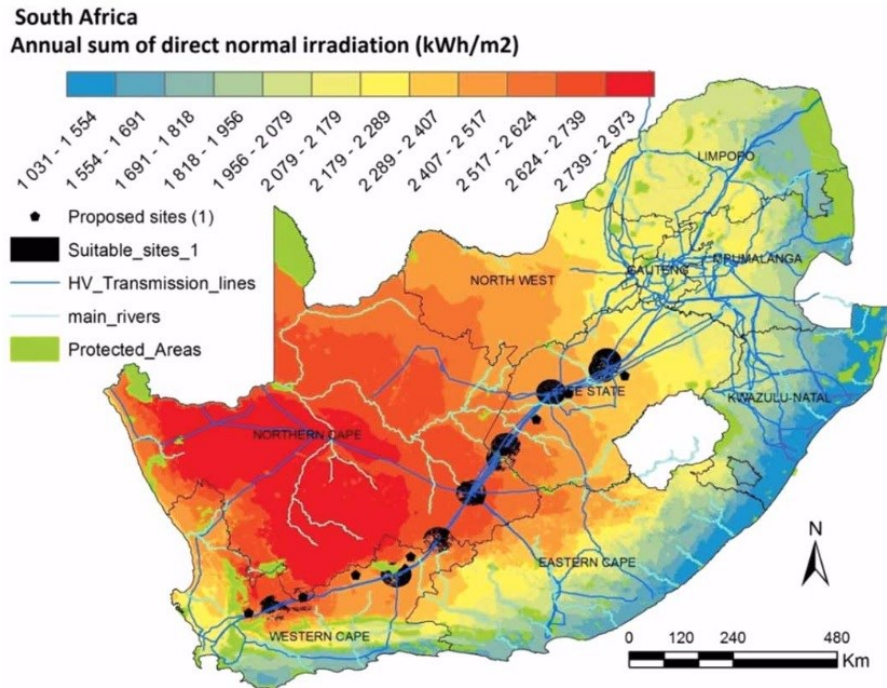 South Africa
Annual sum of direct normal irradiation (kWh/m2)
1 031 - 1 554
1 554 - 1 691
1 691 - 1 818
1 818 - 1 956
1 956 - 2 079
2 079 - 2 179
2 179 - 2 289
2 289 - 2 407
2 407 - 2 517
2 517 - 2 624
2 624 - 2 739
2 739 - 2 973
Proposed sites (1)
Suitable_sites_1
HV_Transmission_lines
main_rivers
Protected_Areas
LIMPOPO
NORTH WEST
GAUTENG
MPUMALANGA
E STATE
KWAZULU-NATAL
NORTHERN CAPE
EASTERN CAPE
WESTERN CAPE
N
0 120 240 480
Km